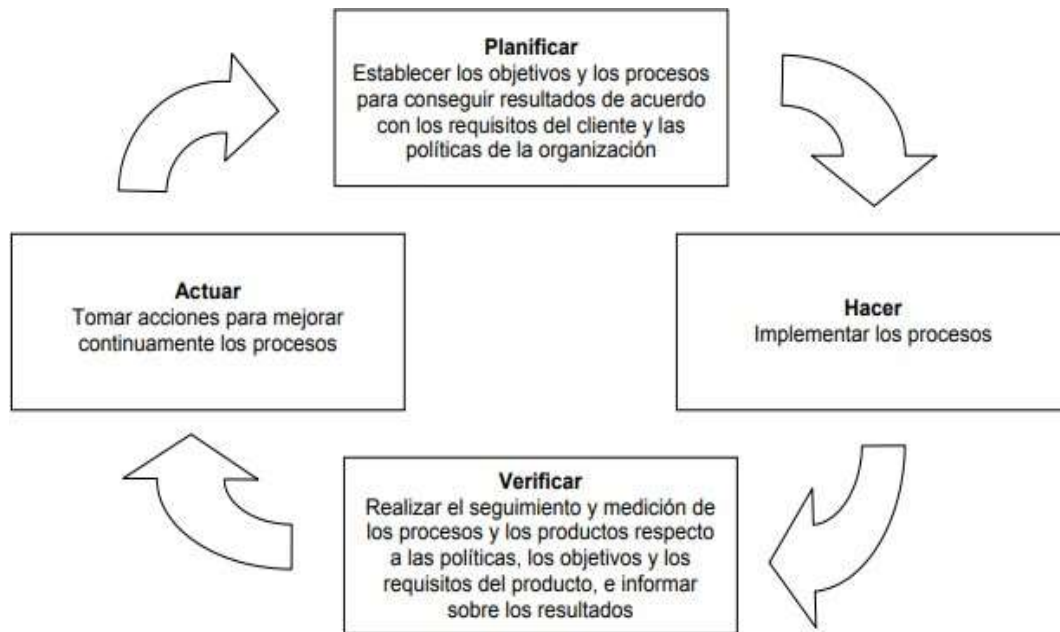 Planificar
Establecer los objetivos y los procesos
para conseguir resultados de acuerdo
con los requisitos del cliente y las
políticas de la organización
Hacer
Implementar los procesos
Verificar
Realizar el seguimiento y medición de
los procesos y los productos respecto
a las políticas, los objetivos y los
requisitos del producto, e informar
sobre los resultados
Actuar
Tomar acciones para mejorar
continuamente los procesos